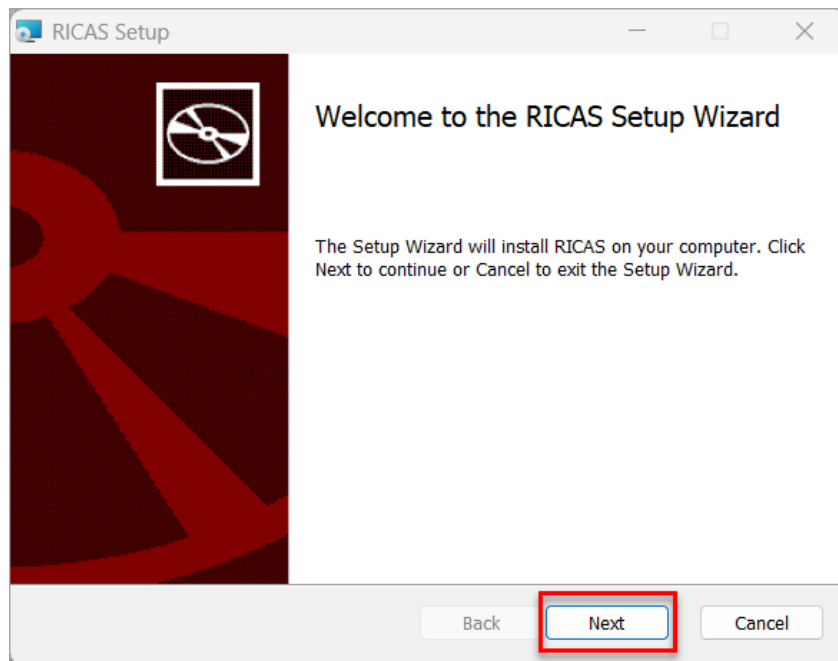 RICAS Setup
Welcome to the RICAS Setup Wizard
The Setup Wizard will install RICAS on your computer. Click
Next to continue or Cancel to exit the Setup Wizard.
Back
Next
Cancel